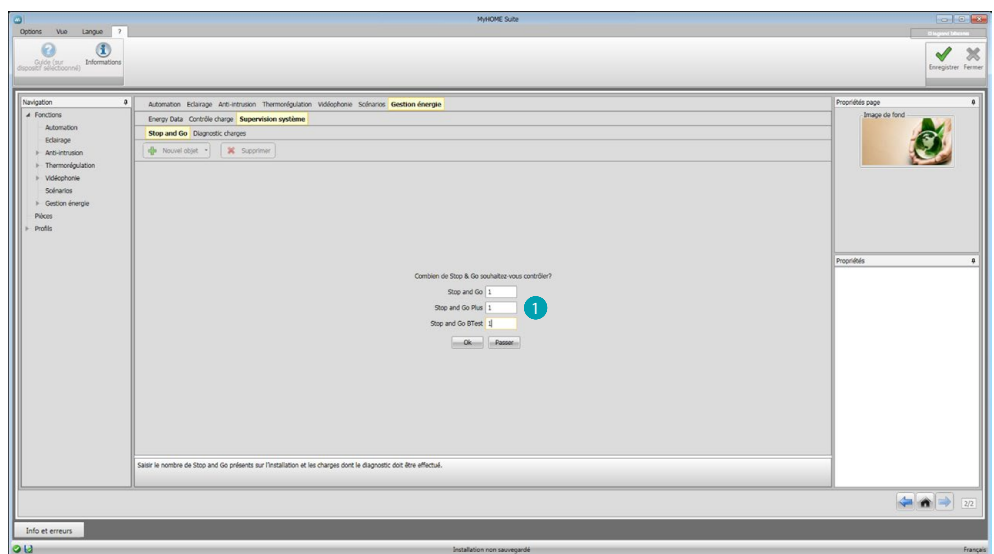 MyHOME Suite
Options Vue Langue ?
Guide (sur dispositif sélectionné)
Informations
Enregistrer Fermer
Navigation
Fonctions
Automation
Eclairage
Anti-intrusion
Thermorégulation
Vidéophonie
Scénarios
Gestion énergie
Pièces
Profils
Automation Eclairage Anti-intrusion Thermorégulation Vidéophonie Scénarios Gestion énergie
Energy Data Contrôle charge Supervision système
Stop and Go Diagnostic charges
Nouvel objet Supprimer
Combien de Stop & Go souhaitez-vous contrôler?
Stop and Go 1
Stop and Go Plus 1
1
Stop and Go BTest 1
Ok Passer
Saisir le nombre de Stop and Go présents sur l'installation et les charges dont le diagnostic doit être effectué.
Propriétés page
Image de fond
Propriétés
2/2
Info et erreurs
Installation non sauvegardé
Français